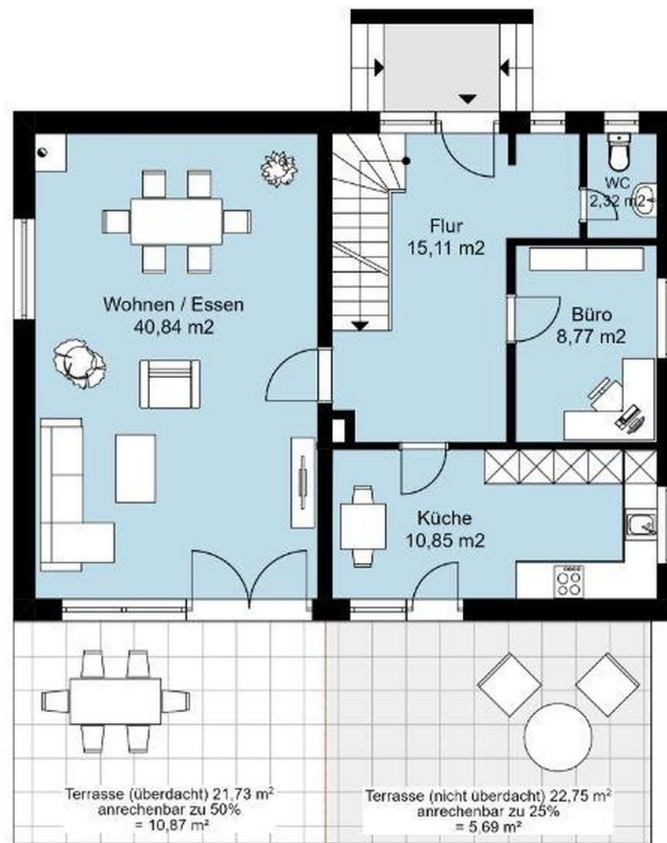 WC
2,32 m2
Flur
15,11 m2
Wohnen / Essen
40,84 m2
Büro
8,77 m2
Küche
10,85 m2
Terrasse (überdacht) 21,73 m²
anrechenbar zu 50%
= 10,87 m²
Terrasse (nicht überdacht) 22,75 m²
anrechenbar zu 25%
= 5,69 m²